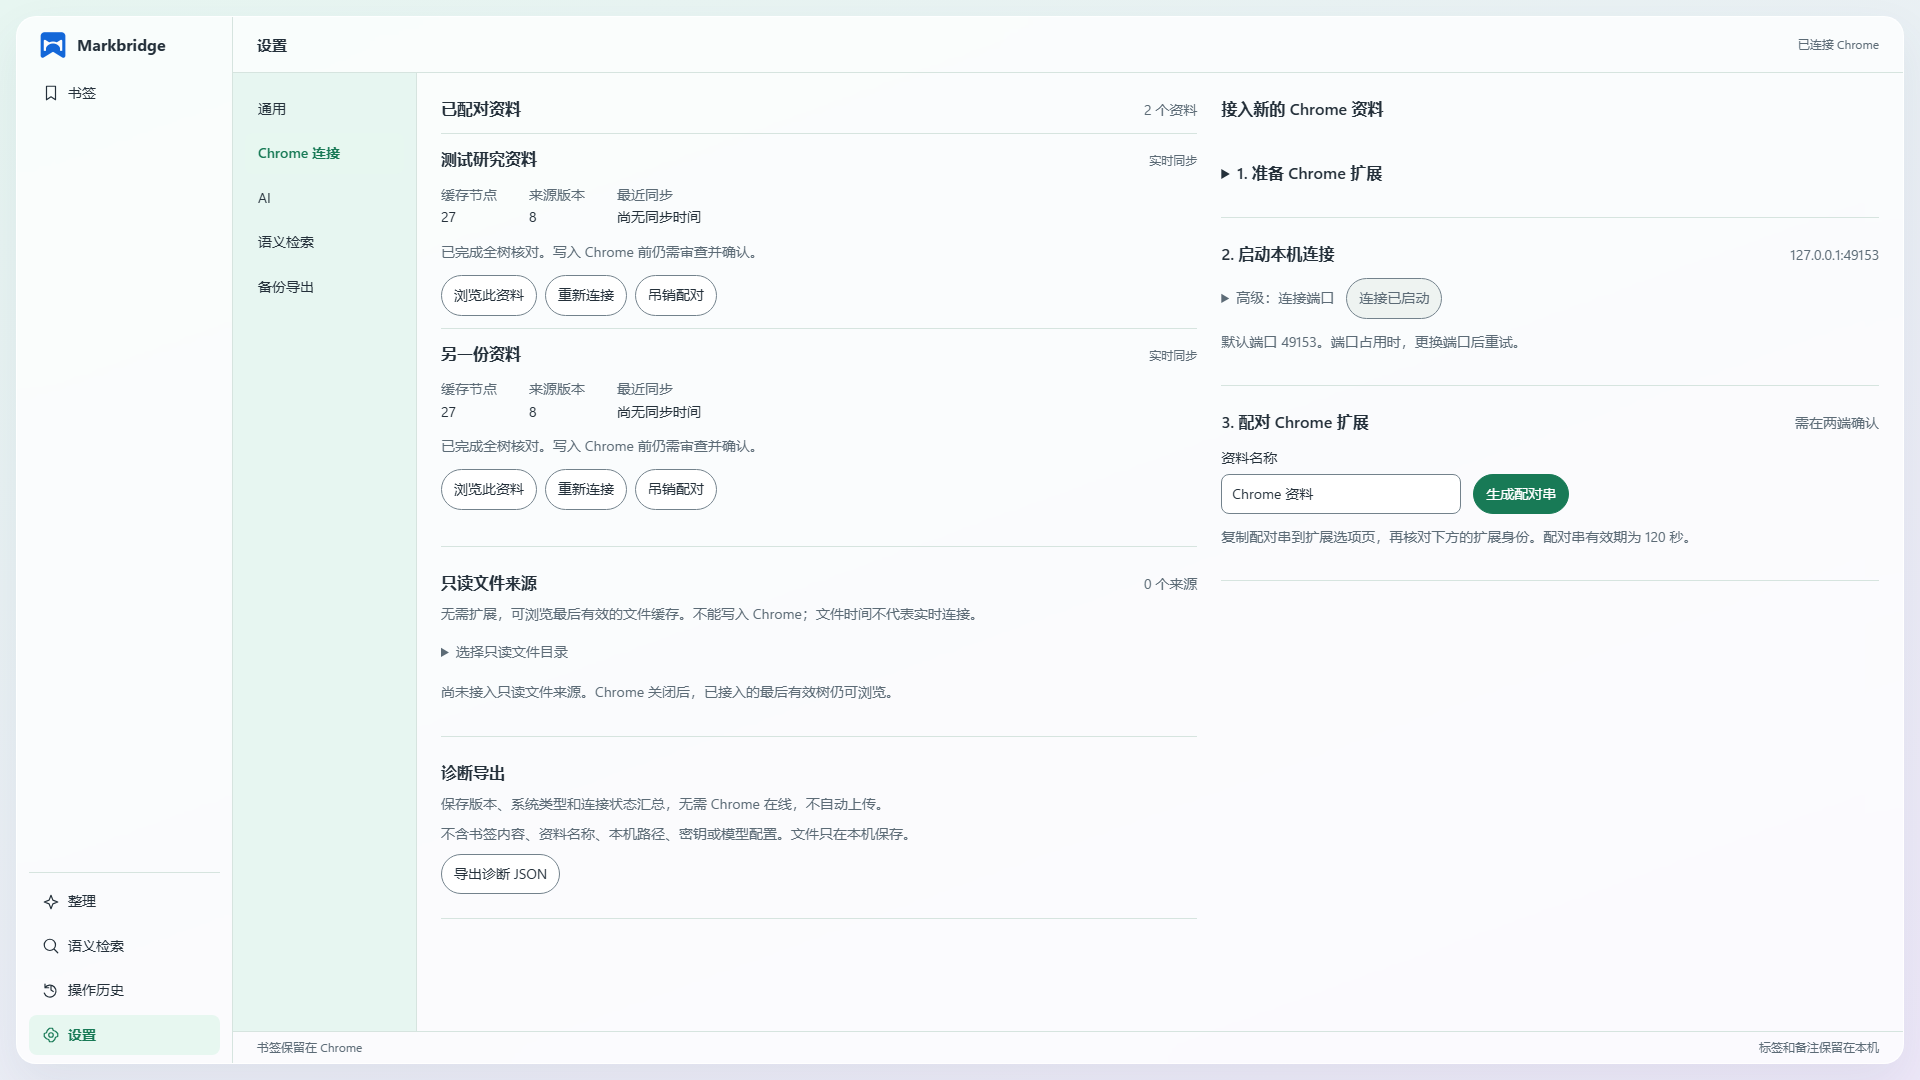 Markbridge
书签
整理
语义检索
操作历史
设置
设置
已连接 Chrome
通用
Chrome 连接
AI
语义检索
备份导出
已配对资料
2 个资料
测试研究资料
实时同步
缓存节点 来源版本 最近同步
27 8 尚无同步时间
已完成全树核对。写入 Chrome 前仍需审查并确认。
浏览此资料 重新连接 吊销配对
另一份资料
实时同步
缓存节点 来源版本 最近同步
27 8 尚无同步时间
已完成全树核对。写入 Chrome 前仍需审查并确认。
浏览此资料 重新连接 吊销配对
只读文件来源
0 个来源
无需扩展，可浏览最后有效的文件缓存。不能写入 Chrome；文件时间不代表实时连接。
选择只读文件目录
尚未接入只读文件来源。Chrome 关闭后，已接入的最后有效树仍可浏览。
诊断导出
保存版本、系统类型和连接状态汇总，无需 Chrome 在线，不自动上传。
不含书签内容、资料名称、本机路径、密钥或模型配置。文件只在本机保存。
导出诊断 JSON
接入新的 Chrome 资料
1. 准备 Chrome 扩展
2. 启动本机连接
127.0.0.1:49153
高级：连接端口 连接已启动
默认端口 49153。端口占用时，更换端口后重试。
3. 配对 Chrome 扩展
需在两端确认
资料名称
Chrome 资料 生成配对串
复制配对串到扩展选项页，再核对下方的扩展身份。配对串有效期为 120 秒。
书签保留在 Chrome
标签和备注保留在本机